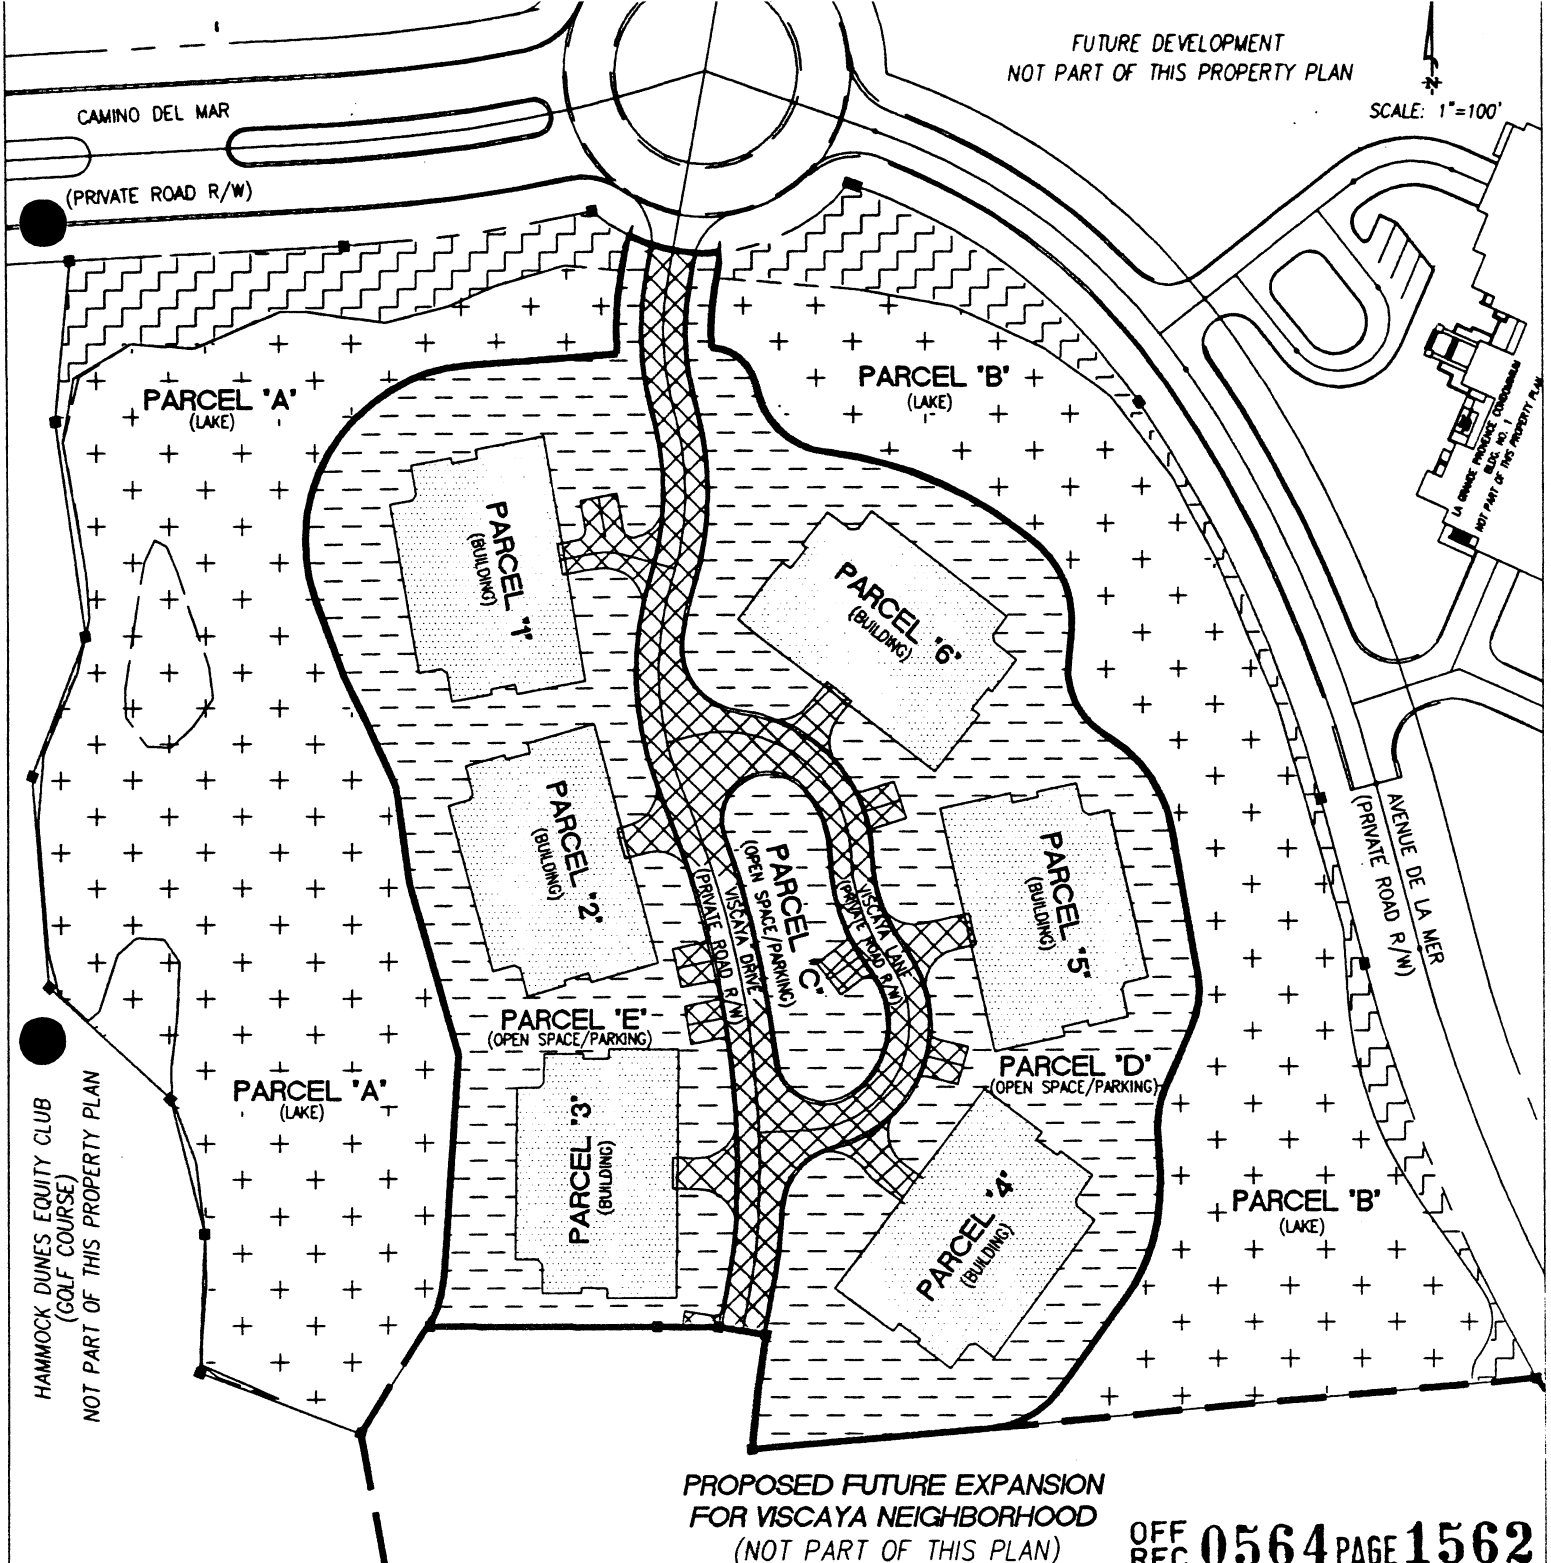 FUTURE DEVELOPMENT
NOT PART OF THIS PROPERTY PLAN
N
SCALE: 1"=100'
CAMINO DEL MAR
(PRIVATE ROAD R/W)
PARCEL "A"
(LAKE)
PARCEL "B"
(LAKE)
LA GRANDE PROVENCE CONDOMINIUM
BLDG. NO. 1
NOT PART OF THIS PROPERTY PLAN
PARCEL "1"
(BUILDING)
PARCEL "6"
(BUILDING)
PARCEL "2"
(BUILDING)
PARCEL "C"
(OPEN SPACE/PARKING)
PARCEL "5"
(BUILDING)
VISCAYA DRIVE
(PRIVATE ROAD R/W)
VISCAYA LANE
(PRIVATE ROAD R/W)
AVENUE DE LA MER
(PRIVATE ROAD R/W)
PARCEL "E"
(OPEN SPACE/PARKING)
PARCEL "D"
(OPEN SPACE/PARKING)
PARCEL "A"
(LAKE)
PARCEL "3"
(BUILDING)
PARCEL "4"
(BUILDING)
PARCEL "B"
(LAKE)
HAMMOCK DUNES EQUITY CLUB
(GOLF COURSE)
NOT PART OF THIS PROPERTY PLAN
PROPOSED FUTURE EXPANSION
FOR VISCAYA NEIGHBORHOOD
(NOT PART OF THIS PLAN)
OFF REC 0564 PAGE 1562